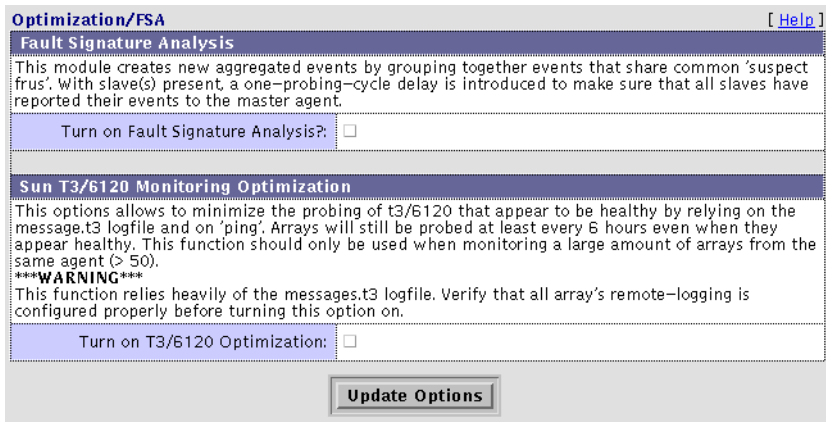 Optimization/FSA [ Help ]
Fault Signature Analysis
This module creates new aggregated events by grouping together events that share common 'suspect
frus'. With slave(s) present, a one-probing-cycle delay is introduced to make sure that all slaves have
reported their events to the master agent.
Turn on Fault Signature Analysis?:
Sun T3/6120 Monitoring Optimization
This options allows to minimize the probing of t3/6120 that appear to be healthy by relying on the
message.t3 logfile and on 'ping'. Arrays will still be probed at least every 6 hours even when they
appear healthy. This function should only be used when monitoring a large amount of arrays from the
same agent (> 50).
***WARNING***
This function relies heavily of the messages.t3 logfile. Verify that all array's remote-logging is
configured properly before turning this option on.
Turn on T3/6120 Optimization:
Update Options